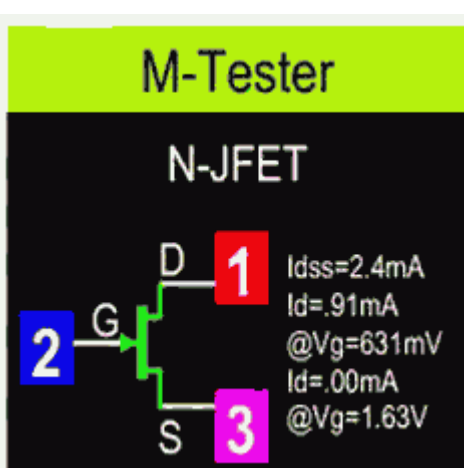 M-Tester
N-JFET
D 1
G
2
S 3
Idss=2.4mA
Id=.91mA
@Vg=631mV
Id=.00mA
@Vg=1.63V